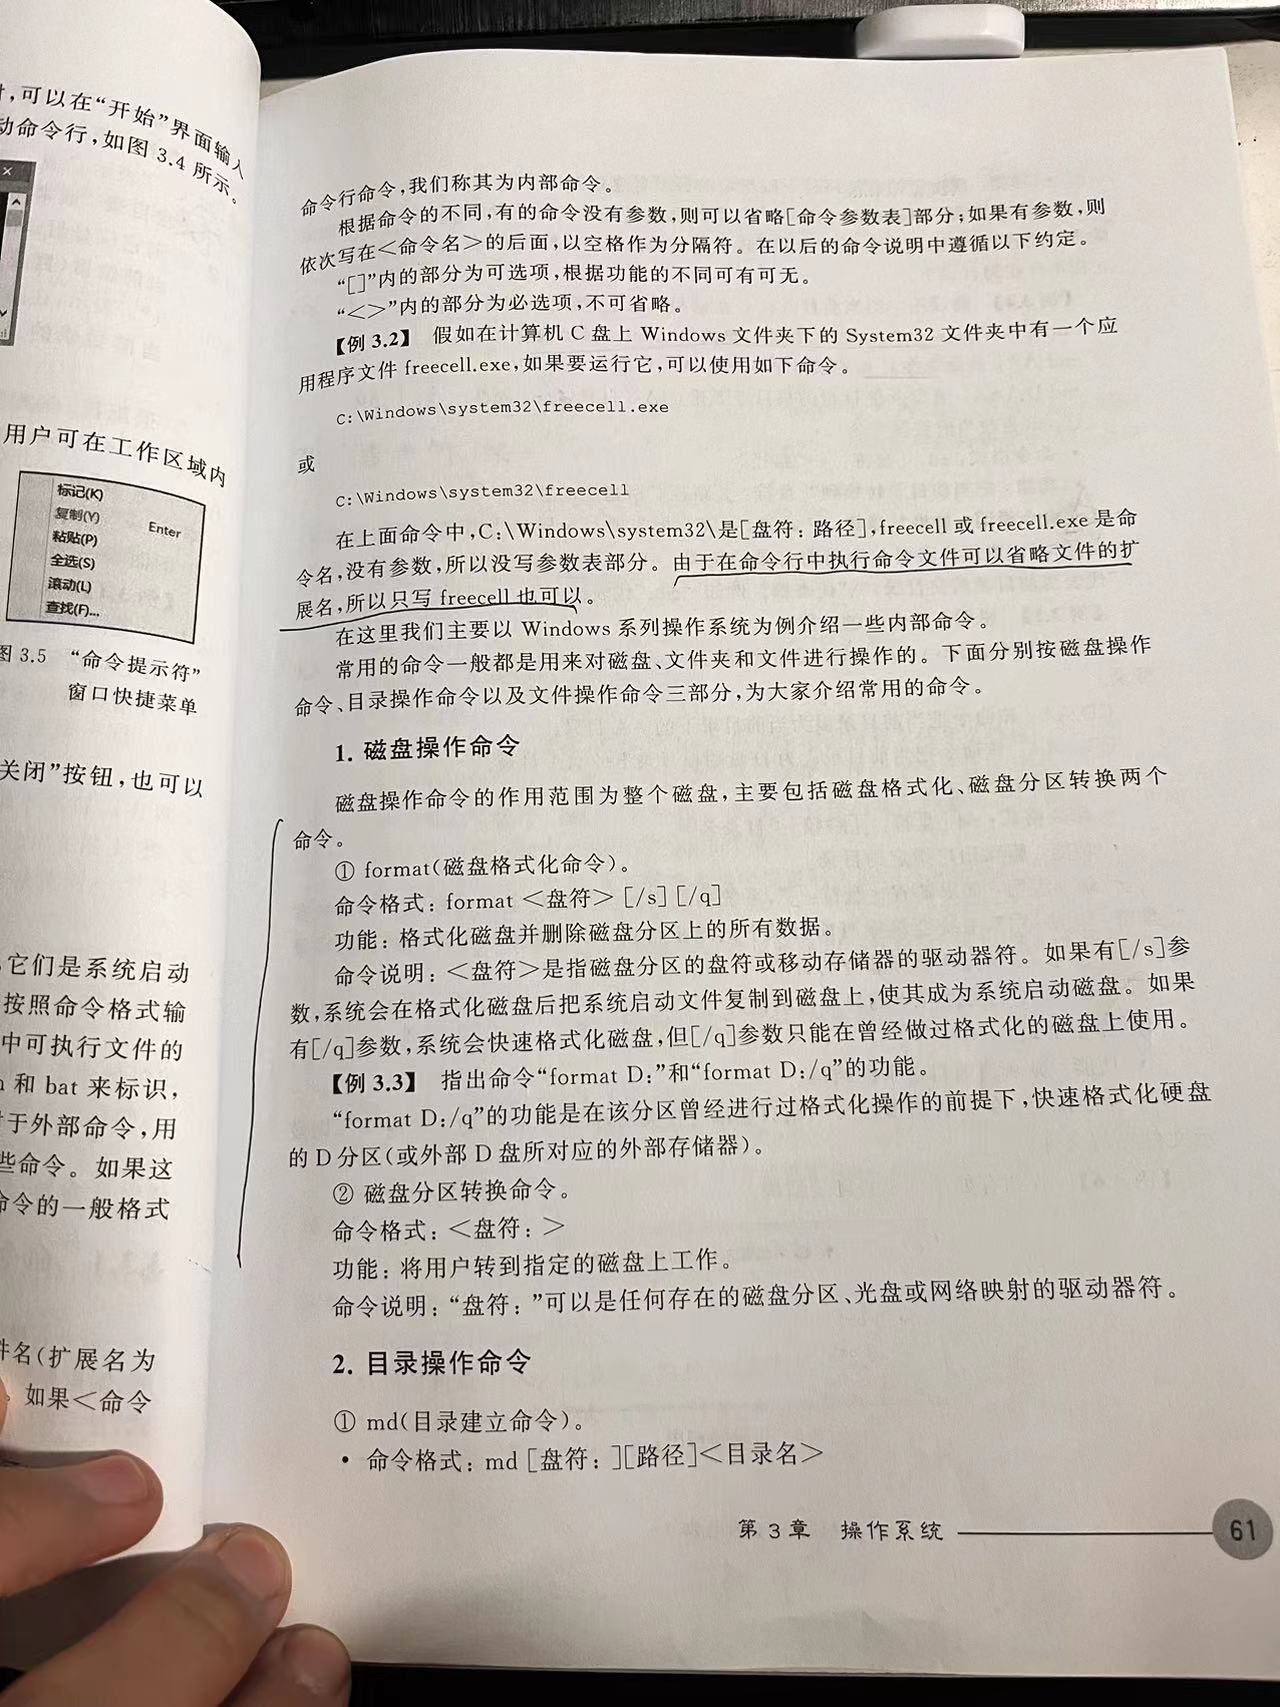 ,可以在“开始”界面输入
动命令行,如图 3.4 所示。
用户可在工作区域内
标记(K)
复制(Y) Enter
粘贴(P)
全选(S)
滚动(L)
查找(F)...
图 3.5 “命令提示符”
窗口快捷菜单
关闭”按钮,也可以
它们是系统启动
按照命令格式输
中可执行文件的
和 bat 来标识,
于外部命令,用
些命令。如果这
命令的一般格式
件名(扩展名为
。如果<命令
命令行命令,我们称其为内部命令。
根据命令的不同,有的命令没有参数,则可以省略[命令参数表]部分;如果有参数,则
依次写在<命令名>的后面,以空格作为分隔符。在以后的命令说明中遵循以下约定。
“[]”内的部分为可选项,根据功能的不同可有可无。
“<>”内的部分为必选项,不可省略。
【例 3.2】 假如在计算机 C 盘上 Windows 文件夹下的 System32 文件夹中有一个应
用程序文件 freecell.exe,如果要运行它,可以使用如下命令。
C:\Windows\system32\freecell.exe
或
C:\Windows\system32\freecell
在上面命令中,C:\Windows\system32\是[盘符:路径],freecell 或 freecell.exe 是命
令名,没有参数,所以没写参数表部分。由于在命令行中执行命令文件可以省略文件的扩
展名,所以只写 freecell 也可以。
在这里我们主要以 Windows 系列操作系统为例介绍一些内部命令。
常用的命令一般都是用来对磁盘、文件夹和文件进行操作的。下面分别按磁盘操作
命令、目录操作命令以及文件操作命令三部分,为大家介绍常用的命令。
1. 磁盘操作命令
磁盘操作命令的作用范围为整个磁盘,主要包括磁盘格式化、磁盘分区转换两个
命令。
① format(磁盘格式化命令)。
命令格式:format <盘符> [/s] [/q]
功能:格式化磁盘并删除磁盘分区上的所有数据。
命令说明:<盘符>是指磁盘分区的盘符或移动存储器的驱动器符。如果有[/s]参
数,系统会在格式化磁盘后把系统启动文件复制到磁盘上,使其成为系统启动磁盘。如果
有[/q]参数,系统会快速格式化磁盘,但[/q]参数只能在曾经做过格式化的磁盘上使用。
【例 3.3】 指出命令“format D:”和“format D:/q”的功能。
“format D:/q”的功能是在该分区曾经进行过格式化操作的前提下,快速格式化硬盘
的 D 分区(或外部 D 盘所对应的外部存储器)。
② 磁盘分区转换命令。
命令格式:<盘符:>
功能:将用户转到指定的磁盘上工作。
命令说明:“盘符:”可以是任何存在的磁盘分区、光盘或网络映射的驱动器符。
2. 目录操作命令
① md(目录建立命令)。
• 命令格式:md [盘符:][路径]<目录名>
第 3 章 操作系统 61